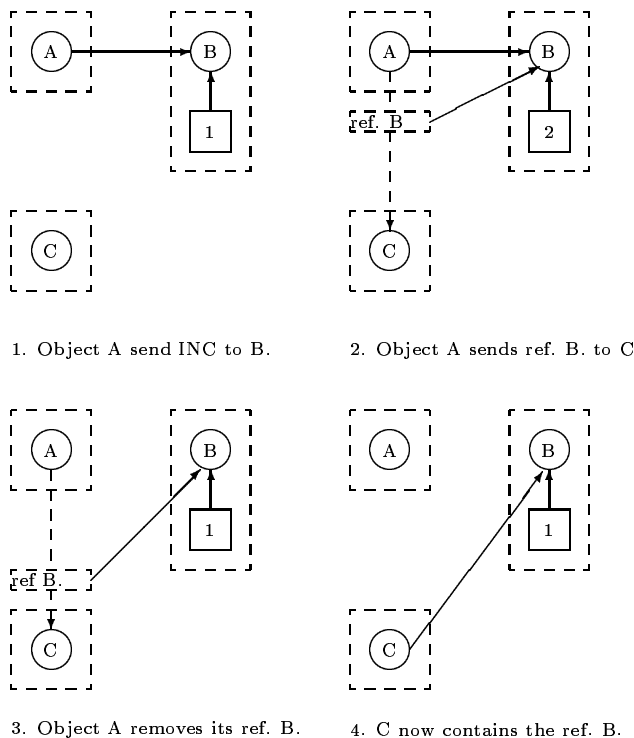 A
B
1
C
1. Object A send INC to B.
A
B
ref. B
2
C
2. Object A sends ref. B. to C
A
B
1
ref B.
C
3. Object A removes its ref. B.
A
B
1
C
4. C now contains the ref. B.